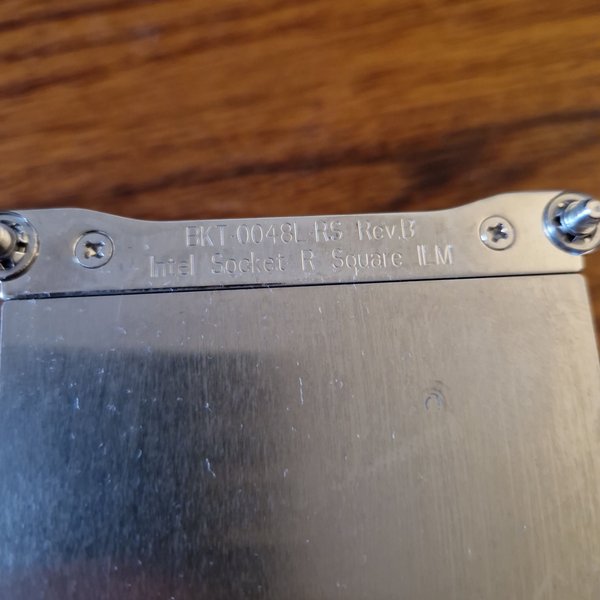 BKT-0048L-RS Rev.B
Intel Socket R Square ILM